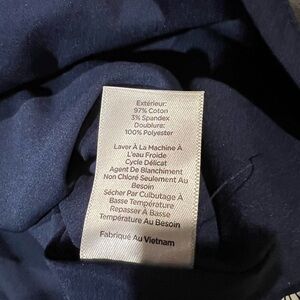 Extérieur:
97% Coton
3% Spandex
Doublure:
100% Polyester
Laver À La Machine À
L'eau Froide
Cycle Délicat
Agent De Blanchiment
Non Chloré Seulement Au
Besoin
Sécher Par Culbutage À
Basse Température
Repasser À Basse
Température Au Besoin
Fabriqué Au Vietnam